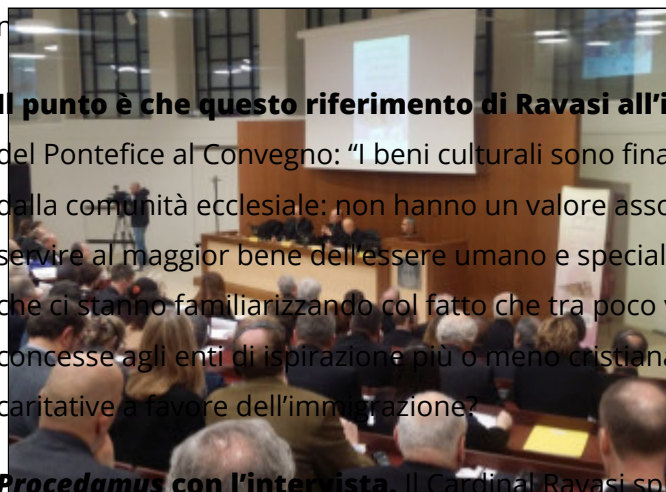 Il punto è che questo riferimento di Ravasi all'i
del Pontefice al Convegno: “I beni culturali sono fina
dalla comunità ecclesiale: non hanno un valore asso
servire al maggior bene dell'essere umano e special
che ci stanno familiarizzando col fatto che tra poco v
concesse agli enti di ispirazione più o meno cristiana
caritative a favore dell'immigrazione?
Procedamus con l'intervista. Il Cardinal Ravasi sp